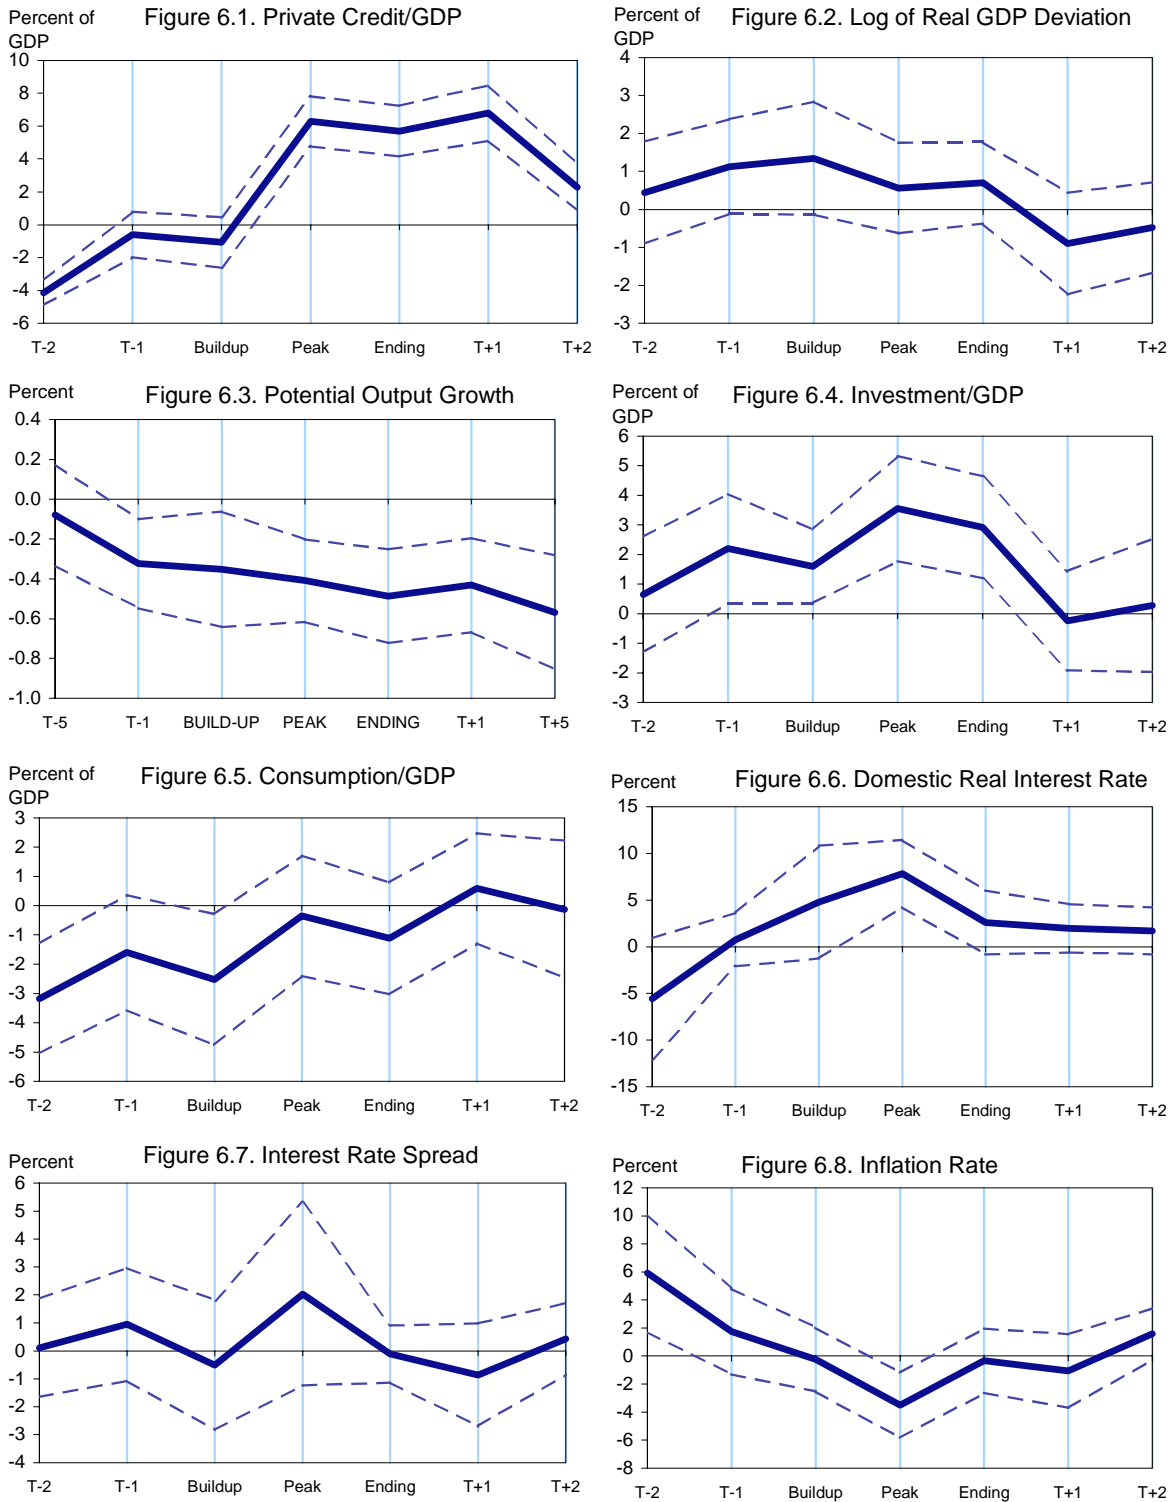 Percent of
GDP
Figure 6.1. Private Credit/GDP
10
8
6
4
2
0
-2
-4
-6
T-2 T-1 Buildup Peak Ending T+1 T+2
Percent of
GDP
Figure 6.2. Log of Real GDP Deviation
4
3
2
1
0
-1
-2
-3
T-2 T-1 Buildup Peak Ending T+1 T+2
Percent
Figure 6.3. Potential Output Growth
0.4
0.2
0.0
-0.2
-0.4
-0.6
-0.8
-1.0
T-5 T-1 BUILD-UP PEAK ENDING T+1 T+5
Percent of
GDP
Figure 6.4. Investment/GDP
6
5
4
3
2
1
0
-1
-2
-3
T-2 T-1 Buildup Peak Ending T+1 T+2
Percent of
GDP
Figure 6.5. Consumption/GDP
3
2
1
0
-1
-2
-3
-4
-5
-6
T-2 T-1 Buildup Peak Ending T+1 T+2
Percent
Figure 6.6. Domestic Real Interest Rate
15
10
5
0
-5
-10
-15
T-2 T-1 Buildup Peak Ending T+1 T+2
Percent
Figure 6.7. Interest Rate Spread
6
5
4
3
2
1
0
-1
-2
-3
-4
T-2 T-1 Buildup Peak Ending T+1 T+2
Percent
Figure 6.8. Inflation Rate
12
10
8
6
4
2
0
-2
-4
-6
-8
T-2 T-1 Buildup Peak Ending T+1 T+2